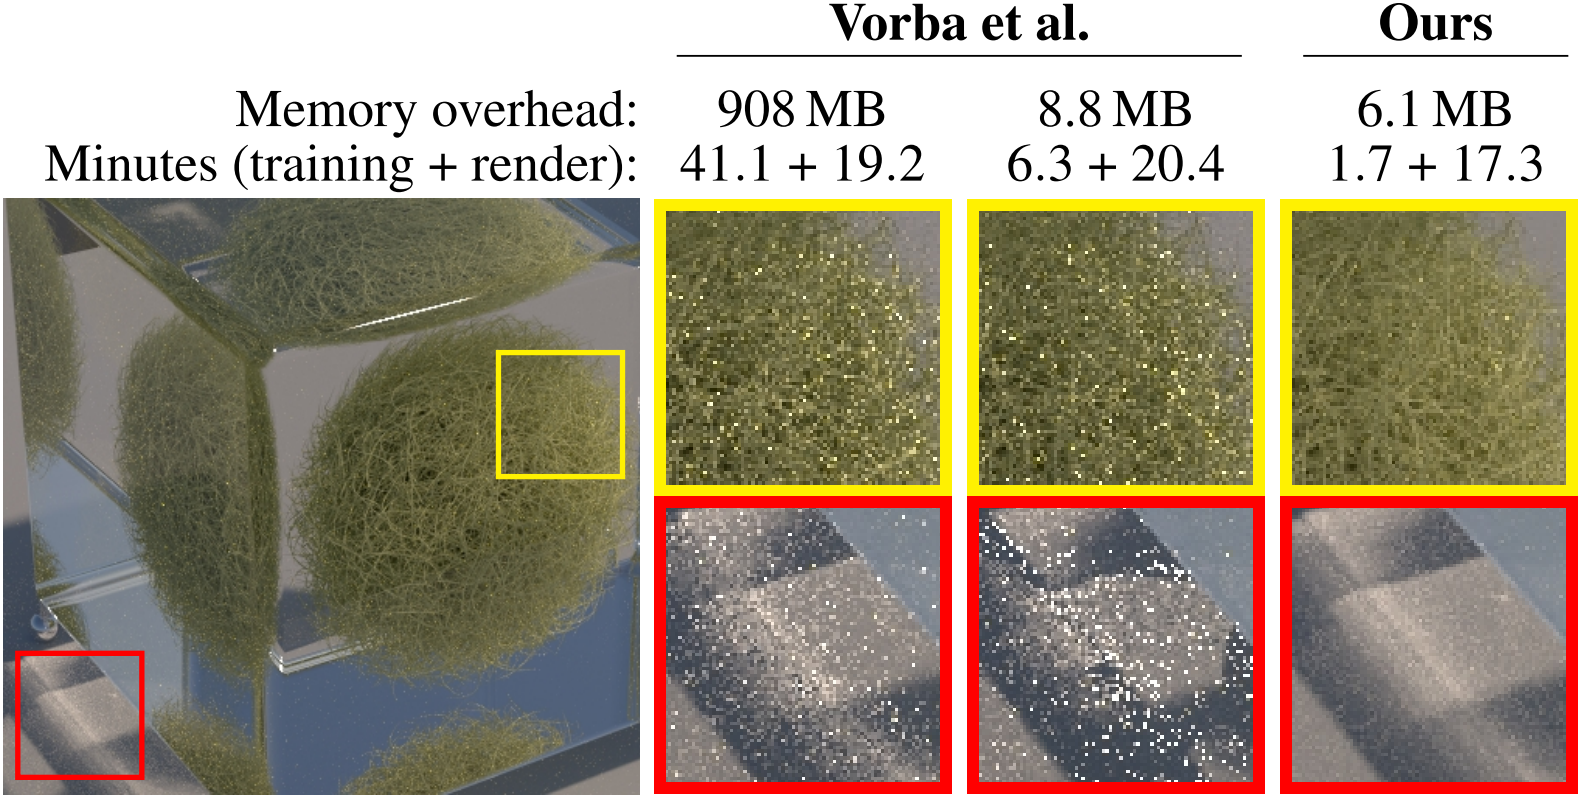 Vorba et al. Ours
Memory overhead: 908 MB 8.8 MB 6.1 MB
Minutes (training + render): 41.1 + 19.2 6.3 + 20.4 1.7 + 17.3